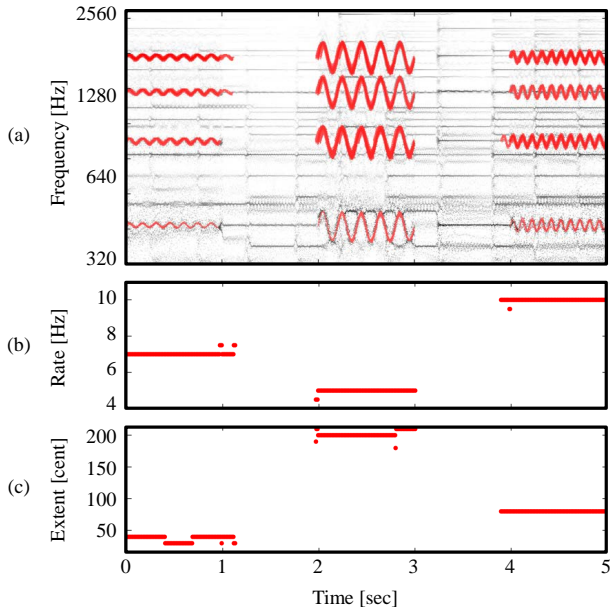 2560
1280
640
320
Frequency [Hz]
(a)
10
8
6
4
Rate [Hz]
(b)
200
150
100
50
Extent [cent]
(c)
0 1 2 3 4 5
Time [sec]